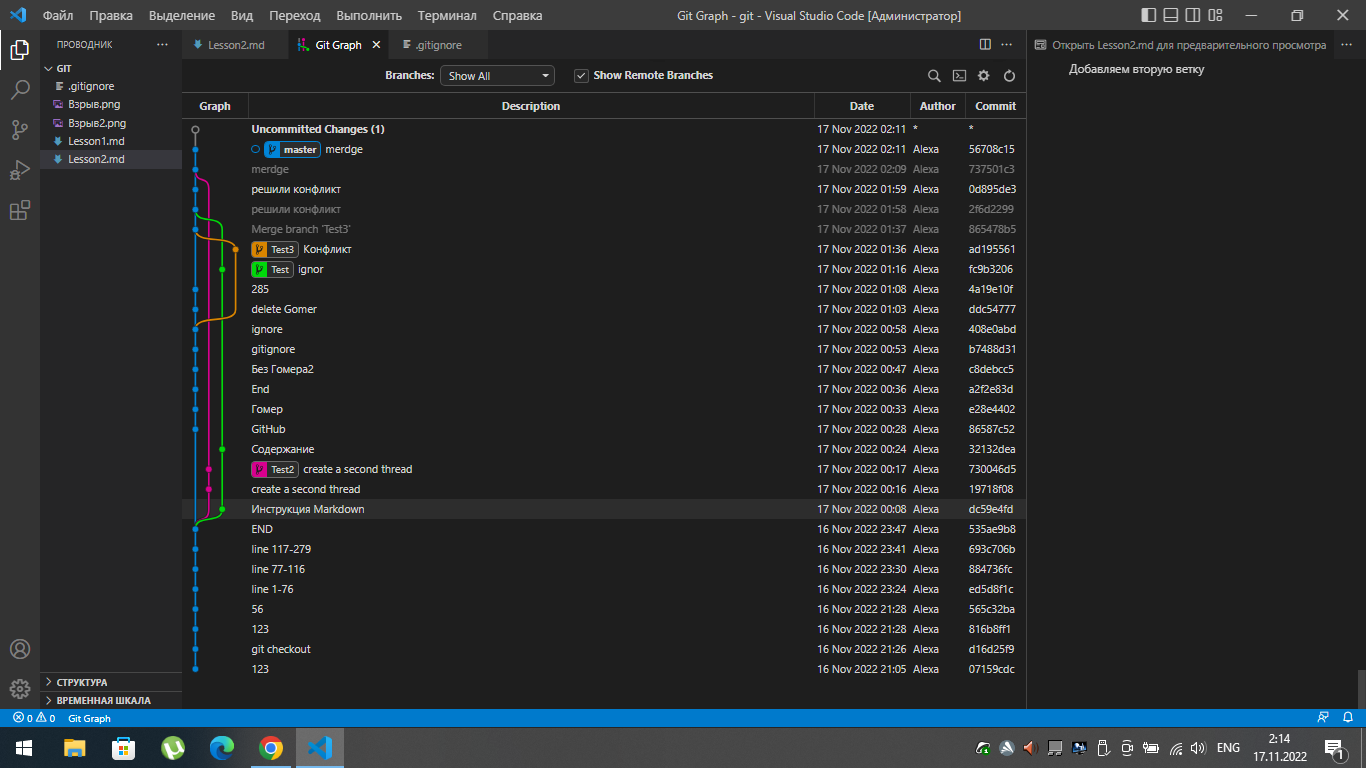 Файл Правка Выделение Вид Переход Выполнить Терминал Справка Git Graph - git - Visual Studio Code [Администратор]
ПРОВОДНИК
GIT
.gitignore
Взрыв.png
Взрыв2.png
Lesson1.md
Lesson2.md
СТРУКТУРА
ВРЕМЕННАЯ ШКАЛА
Lesson2.md Git Graph .gitignore
Branches: Show All Show Remote Branches
Graph Description Date Author Commit
Uncommitted Changes (1) 17 Nov 2022 02:11 * *
master merdge 17 Nov 2022 02:11 Alexa 56708c15
merdge 17 Nov 2022 02:09 Alexa 737501c3
решили конфликт 17 Nov 2022 01:59 Alexa 0d895de3
решили конфликт 17 Nov 2022 01:58 Alexa 2f6d2299
Merge branch 'Test3' 17 Nov 2022 01:37 Alexa 865478b5
Test3 Конфликт 17 Nov 2022 01:36 Alexa ad195561
Test ignor 17 Nov 2022 01:16 Alexa fc9b3206
285 17 Nov 2022 01:08 Alexa 4a19e10f
delete Gomer 17 Nov 2022 01:03 Alexa ddc54777
ignore 17 Nov 2022 00:58 Alexa 408e0abd
gitignore 17 Nov 2022 00:53 Alexa b7488d31
Без Гомера2 17 Nov 2022 00:47 Alexa c8debcc5
End 17 Nov 2022 00:36 Alexa a2f2e83d
Гомер 17 Nov 2022 00:33 Alexa e28e4402
GitHub 17 Nov 2022 00:28 Alexa 86587c52
Содержание 17 Nov 2022 00:24 Alexa 32132dea
Test2 create a second thread 17 Nov 2022 00:17 Alexa 730046d5
create a second thread 17 Nov 2022 00:16 Alexa 19718f08
Инструкция Markdown 17 Nov 2022 00:08 Alexa dc59e4fd
END 16 Nov 2022 23:47 Alexa 535ae9b8
line 117-279 16 Nov 2022 23:41 Alexa 693c706b
line 77-116 16 Nov 2022 23:30 Alexa 884736fc
line 1-76 16 Nov 2022 23:24 Alexa ed5d8f1c
56 16 Nov 2022 21:28 Alexa 565c32ba
123 16 Nov 2022 21:28 Alexa 816b8ff1
git checkout 16 Nov 2022 21:26 Alexa d16d25f9
123 16 Nov 2022 21:05 Alexa 07159cdc
Открыть Lesson2.md для предварительного просмотра
Добавляем вторую ветку
0 0 Git Graph
ENG 2:14
17.11.2022
1